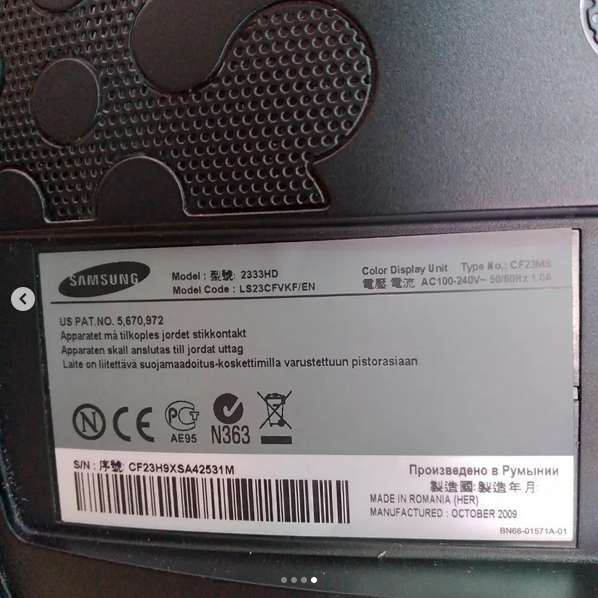 SAMSUNG
Model : 型號: 2333HD
Model Code : LS23CFVKF/EN
Color Display Unit Type No.: CF23MS
電壓 電流 AC100-240V~ 50/60Hz 1.0A
US PAT.NO. 5,670,972
Apparatet må tilkoples jordet stikkontakt
Apparaten skall anslutas till jordat uttag
Laite on liitettävä suojamaadoitus-koskettimilla varustettuun pistorasiaan
N CE PCT AE95 N363
S/N : 序號: CF23H9XSA42531M
Произведено в Румынии
製造國:製造年月:
MADE IN ROMANIA (HER)
MANUFACTURED : OCTOBER 2009
BN68-01571A-01